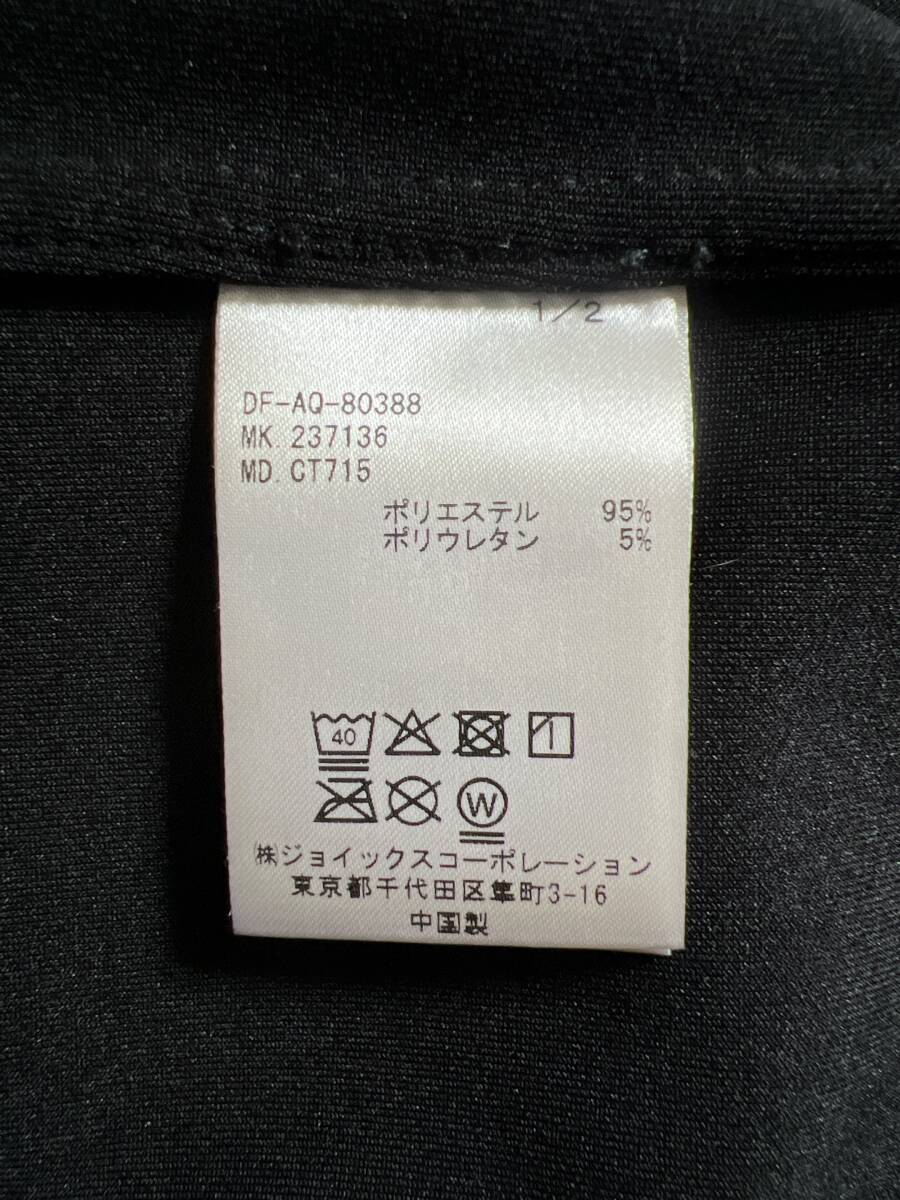 1/2
DF-AQ-80388
MK. 237136
MD. CT715
ポリエステル 95%
ポリウレタン 5%
40
W
㈱ジョイックスコーポレーション
東京都千代田区隼町3-16
中国製